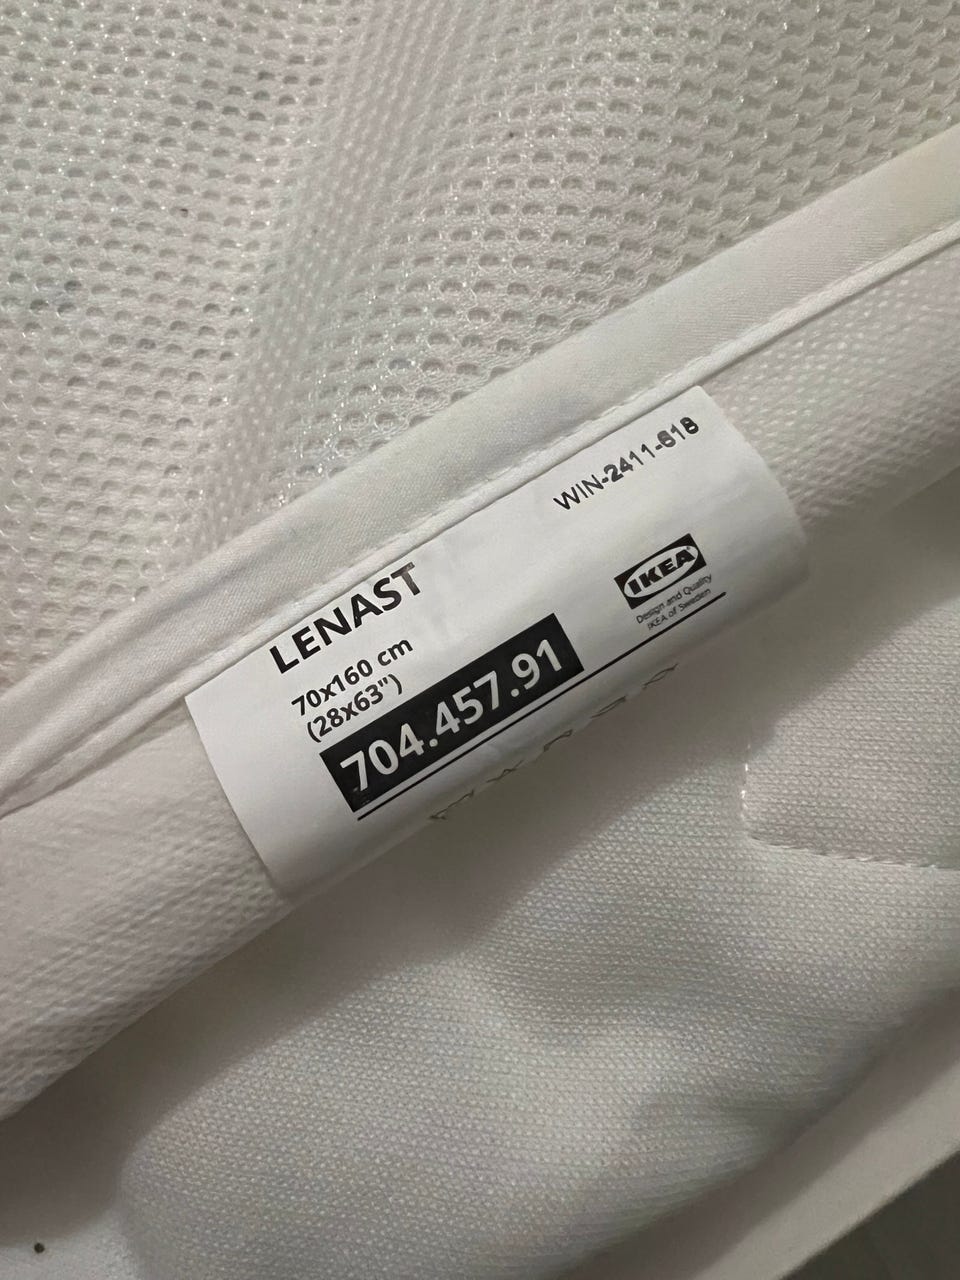 WIN-2411-818
LENAST
70x160 cm
(28x63")
704.457.91
IKEA
Design and Quality
IKEA of Sweden